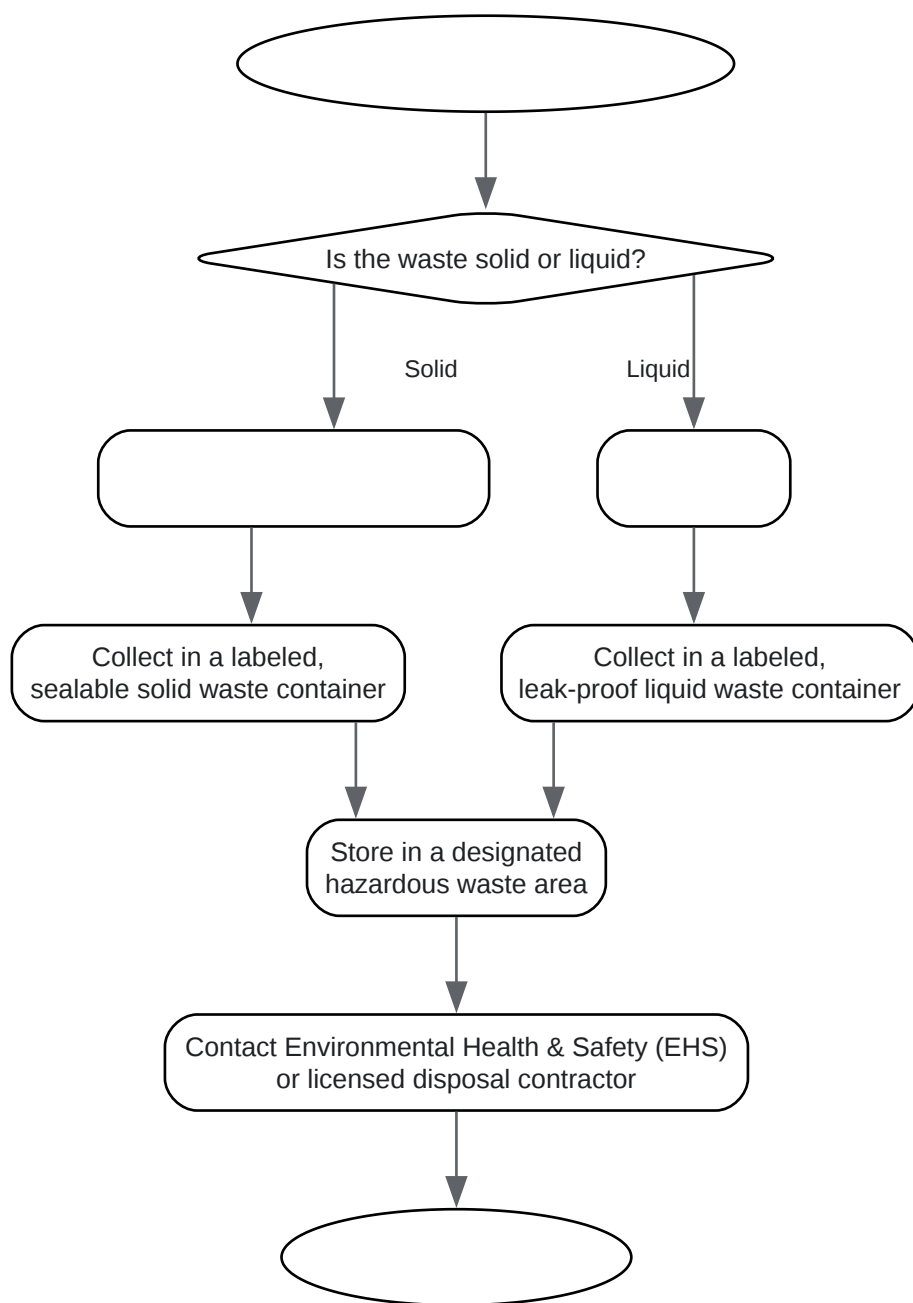 Is the waste solid or liquid?
Solid
Liquid
Collect in a labeled,
sealable solid waste container
Collect in a labeled,
leak-proof liquid waste container
Store in a designated
hazardous waste area
Contact Environmental Health & Safety (EHS)
or licensed disposal contractor